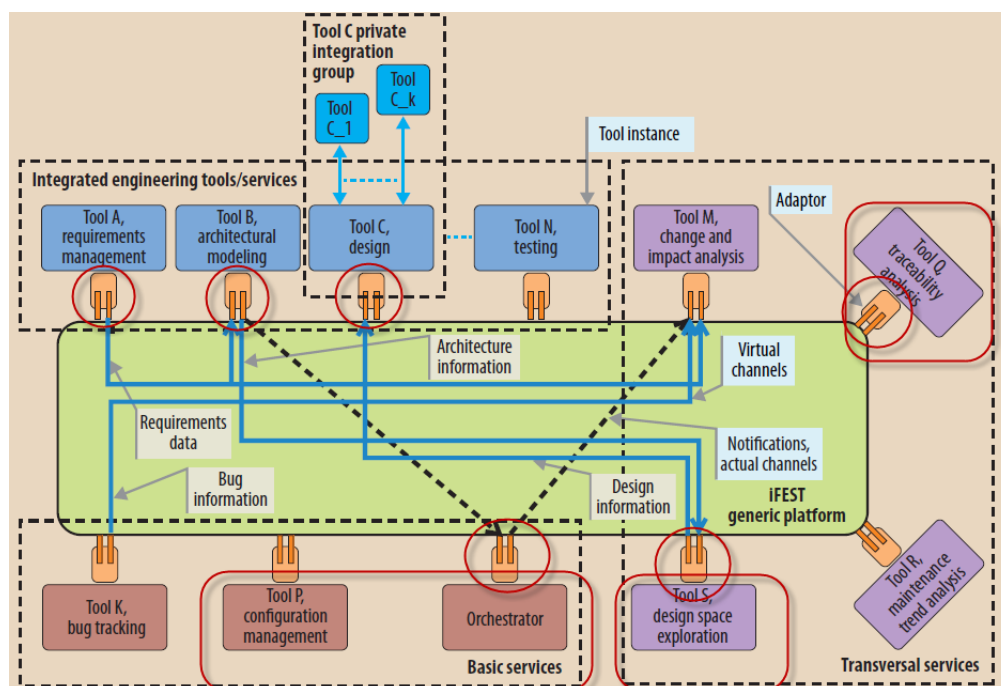 Tool C private
integration
group
Tool
C_1
Tool
C_k
Tool instance
Integrated engineering tools/services
Tool A,
requirements
management
Tool B,
architectural
modeling
Tool C,
design
Tool N,
testing
Tool M,
change and
impact analysis
Adaptor
Tool Q,
traceability
analysis
Architecture
information
Virtual
channels
Requirements
data
Notifications,
actual channels
Bug
information
Design
information
iFEST
generic platform
Tool K,
bug tracking
Tool P,
configuration
management
Orchestrator
Tool S,
design space
exploration
Tool R,
maintenance
trend analysis
Basic services
Transversal services